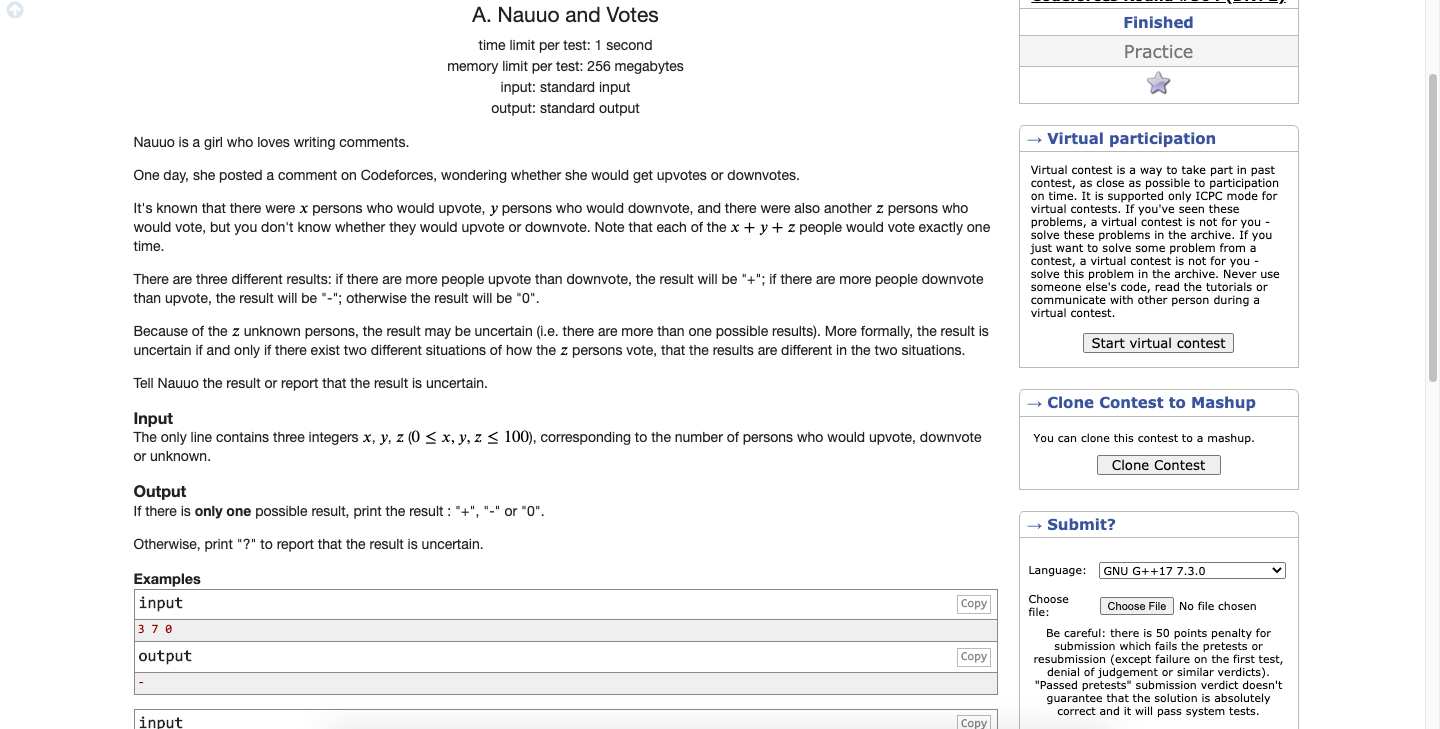 A. Nauuo and Votes
time limit per test: 1 second
memory limit per test: 256 megabytes
input: standard input
output: standard output
Nauuo is a girl who loves writing comments.
One day, she posted a comment on Codeforces, wondering whether she would get upvotes or downvotes.
It's known that there were x persons who would upvote, y persons who would downvote, and there were also another z persons who
would vote, but you don't know whether they would upvote or downvote. Note that each of the x + y + z people would vote exactly one
time.
There are three different results: if there are more people upvote than downvote, the result will be "+"; if there are more people downvote
than upvote, the result will be "-"; otherwise the result will be "0".
Because of the z unknown persons, the result may be uncertain (i.e. there are more than one possible results). More formally, the result is
uncertain if and only if there exist two different situations of how the z persons vote, that the results are different in the two situations.
Tell Nauuo the result or report that the result is uncertain.
Input
The only line contains three integers x, y, z (0 ≤ x, y, z ≤ 100), corresponding to the number of persons who would upvote, downvote
or unknown.
Output
If there is only one possible result, print the result : "+", "-" or "0".
Otherwise, print "?" to report that the result is uncertain.
Examples
input Copy
3 7 0
output Copy
-
input Copy
Finished
Practice
→ Virtual participation
Virtual contest is a way to take part in past
contest, as close as possible to participation
on time. It is supported only ICPC mode for
virtual contests. If you've seen these
problems, a virtual contest is not for you -
solve these problems in the archive. If you
just want to solve some problem from a
contest, a virtual contest is not for you -
solve this problem in the archive. Never use
someone else's code, read the tutorials or
communicate with other person during a
virtual contest.
Start virtual contest
→ Clone Contest to Mashup
You can clone this contest to a mashup.
Clone Contest
→ Submit?
Language: GNU G++17 7.3.0
Choose
file: Choose File No file chosen
Be careful: there is 50 points penalty for
submission which fails the pretests or
resubmission (except failure on the first test,
denial of judgement or similar verdicts).
"Passed pretests" submission verdict doesn't
guarantee that the solution is absolutely
correct and it will pass system tests.